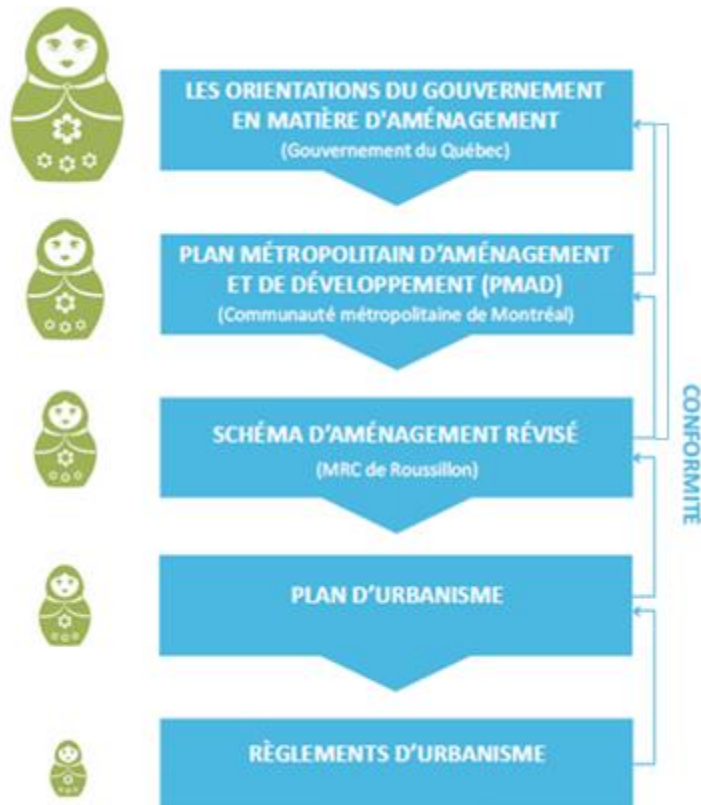 LES ORIENTATIONS DU GOUVERNEMENT
EN MATIÈRE D'AMÉNAGEMENT
(Gouvernement du Québec)
PLAN MÉTROPOLITAIN D'AMÉNAGEMENT
ET DE DÉVELOPPEMENT (PMAD)
(Communauté métropolitaine de Montréal)
SCHÉMA D'AMÉNAGEMENT RÉVISÉ
(MRC de Roussillon)
PLAN D'URBANISME
RÈGLEMENTS D'URBANISME
CONFORMITÉ